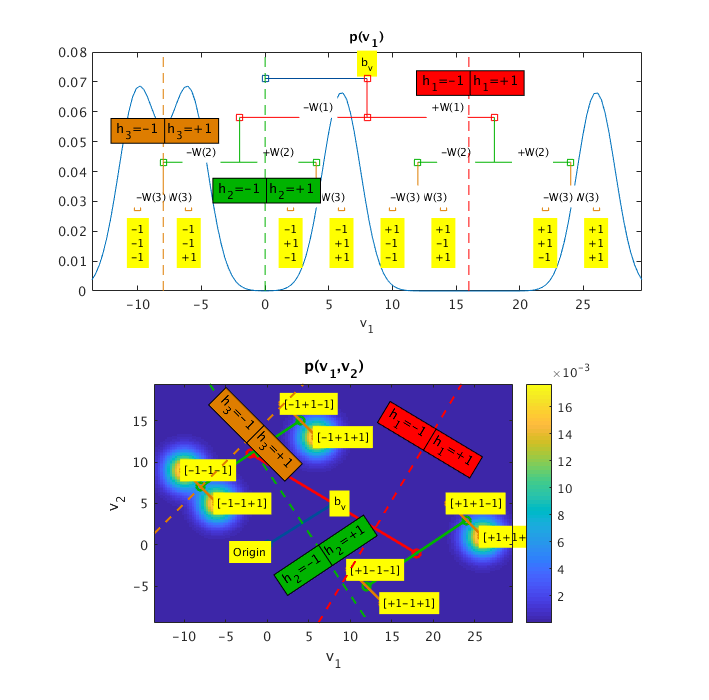 p(v1)
0.08
0.07
0.06
0.05
0.04
0.03
0.02
0.01
0
bv
h1=-1 h1=+1
–W(1) +W(1)
h3=-1 h3=+1
–W(2) +W(2) –W(2) +W(2)
h2=-1 h2=+1
–W(3) W(3) W(3) –W(3) W(3) –W(3) W(3)
-1 -1 -1 -1 +1 +1 +1 +1
-1 -1 +1 +1 -1 -1 +1 +1
-1 +1 -1 +1 -1 +1 -1 +1
-10 -5 0 5 10 15 20 25
v1
p(v1,v2)
×10-3
15
10
5
0
-5
v2
[-1+1-1]
[-1+1+1]
h3=-1 h3=+1
h1=-1 h1=+1
[-1-1-1]
[-1-1+1]
bv
[+1+1-1]
[+1+1+
Origin
h2=-1 h2=+1
[+1-1-1]
[+1-1+1]
-10 -5 0 5 10 15 20 25
v1
16
14
12
10
8
6
4
2